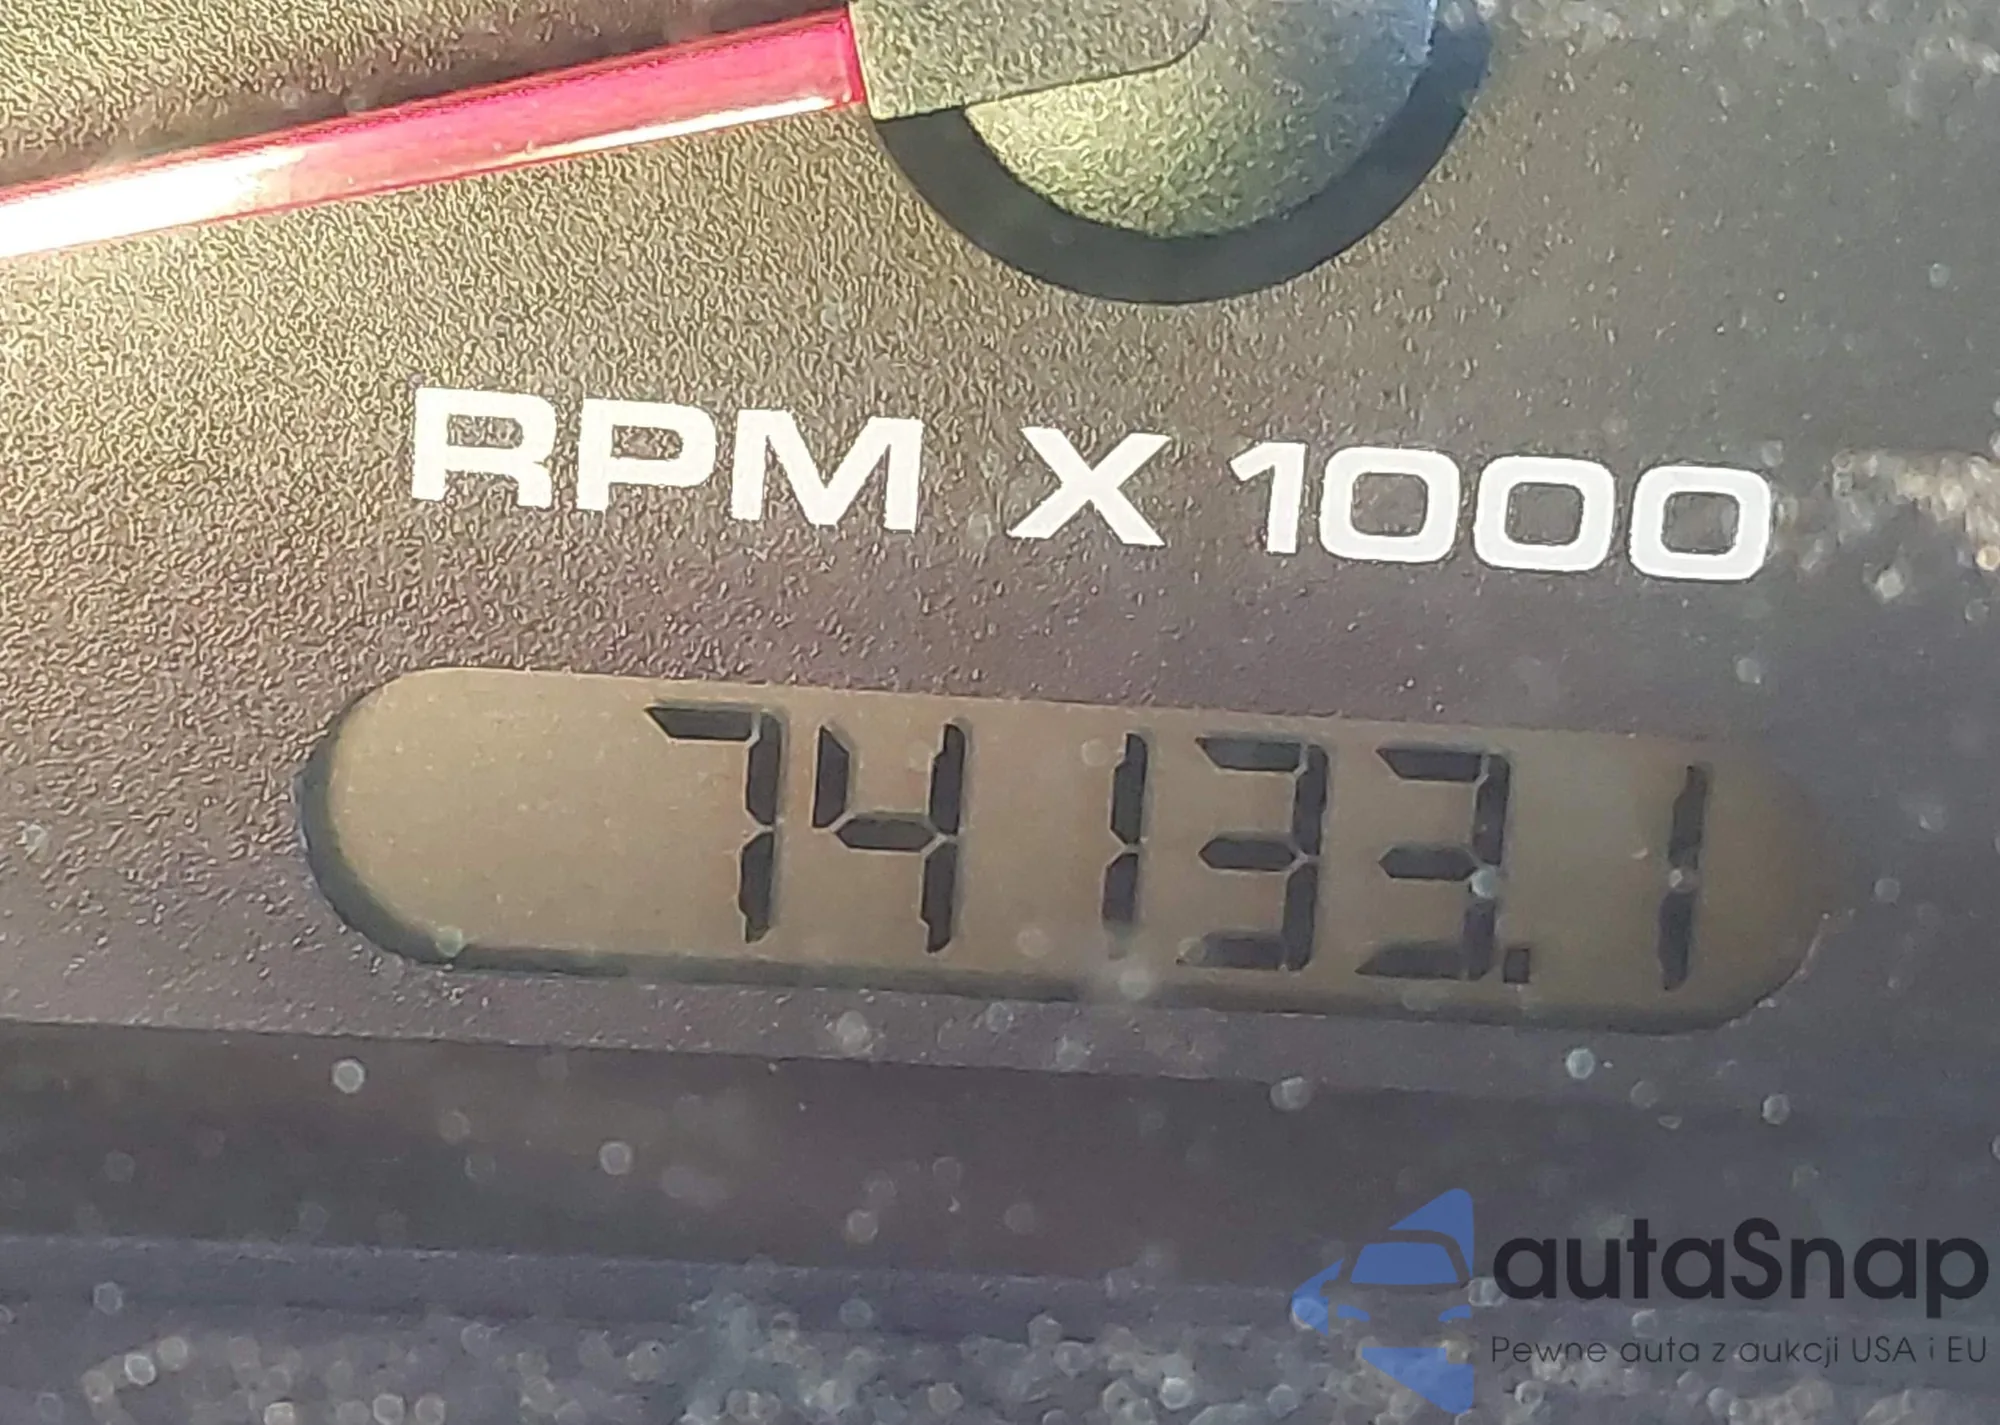 RPM X 1000
74133.1
autaSnap
Pewne auta z aukcji USA i EU